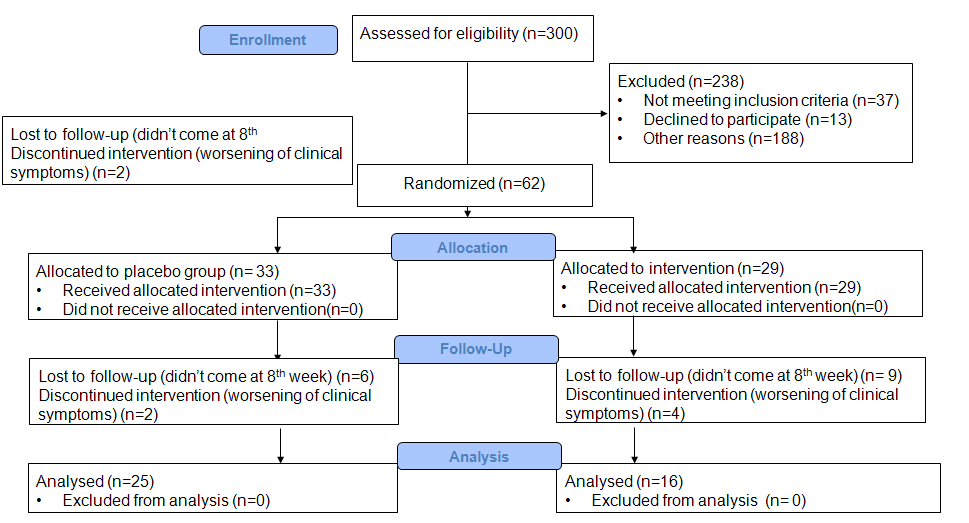 Enrollment
Assessed for eligibility (n=300)
Excluded (n=238)
• Not meeting inclusion criteria (n=37)
• Declined to participate (n=13)
• Other reasons (n=188)
Lost to follow-up (didn’t come at 8th
Discontinued intervention (worsening of clinical
symptoms) (n=2)
Randomized (n=62)
Allocation
Allocated to placebo group (n= 33)
• Received allocated intervention (n=33)
• Did not receive allocated intervention(n=0)
Allocated to intervention (n=29)
• Received allocated intervention (n=29)
• Did not receive allocated intervention(n=0)
Follow-Up
Lost to follow-up (didn’t come at 8th week) (n=6)
Discontinued intervention (worsening of clinical
symptoms) (n=2)
Lost to follow-up (didn’t come at 8th week) (n= 9)
Discontinued intervention (worsening of clinical
symptoms) (n=4)
Analysis
Analysed (n=25)
• Excluded from analysis (n=0)
Analysed (n=16)
• Excluded from analysis (n= 0)